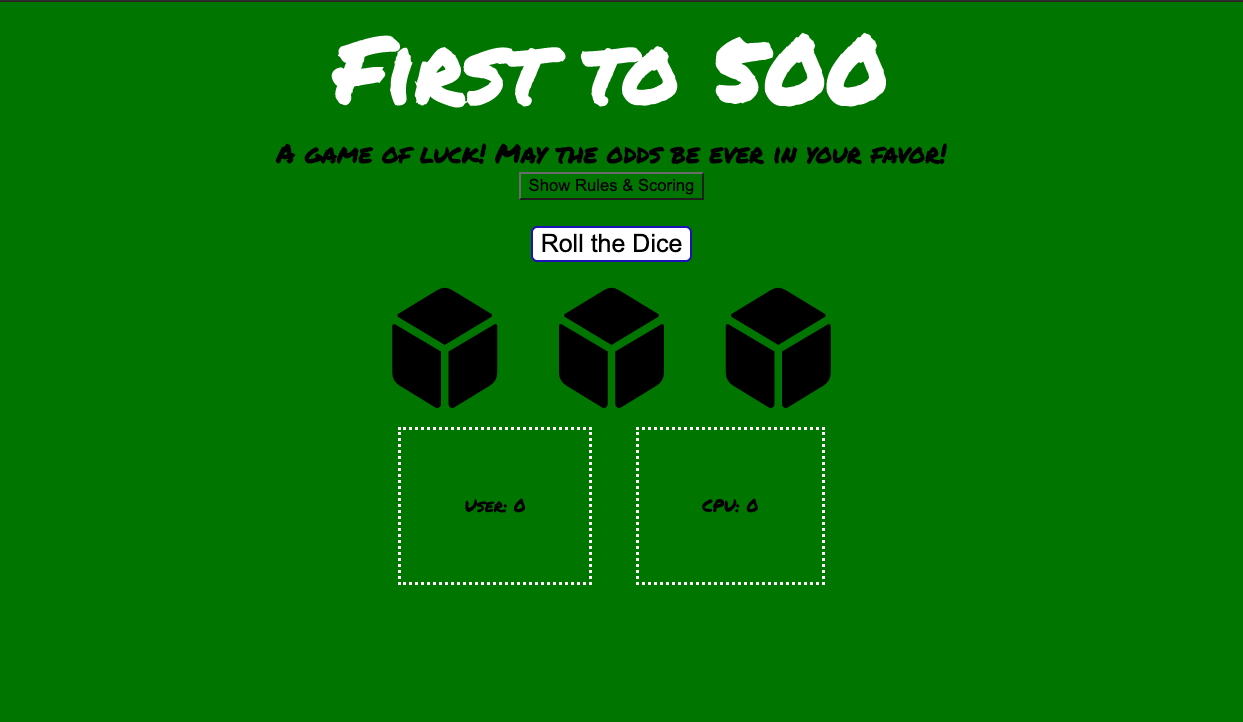 First to 500
A game of luck! May the odds be ever in your favor!
Show Rules & Scoring
Roll the Dice
User: 0
CPU: 0